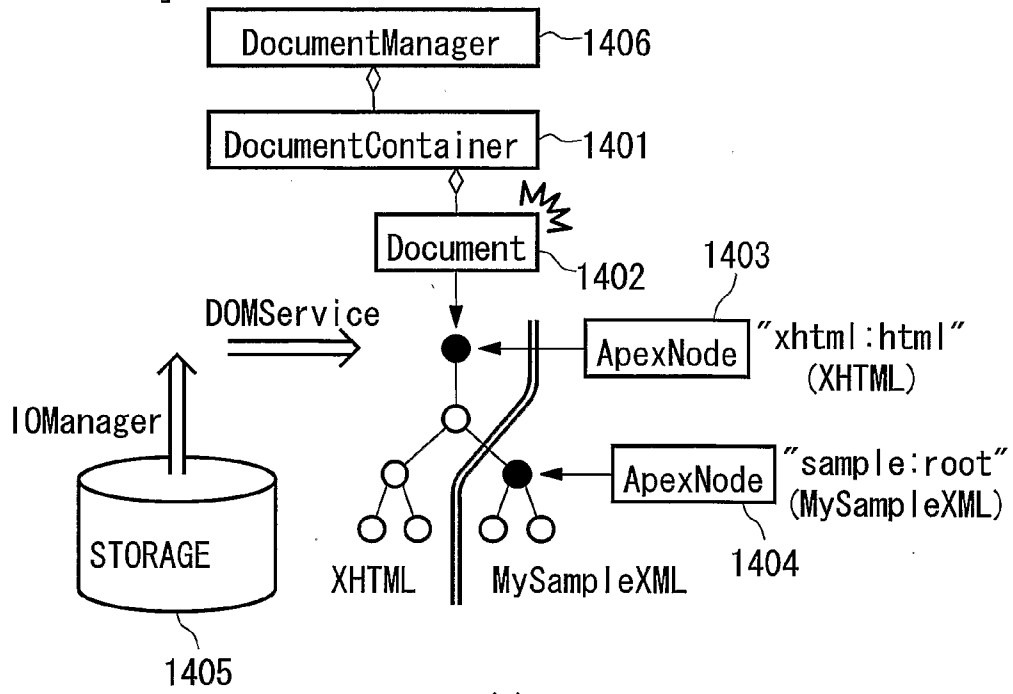 DocumentManager
1406
DocumentContainer
1401
Document
1402
1403
DOMService
ApexNode
"xhtml:html"
(XHTML)
IOManager
ApexNode
"sample:root"
(MySampleXML)
STORAGE
XHTML
MySampleXML
1404
1405